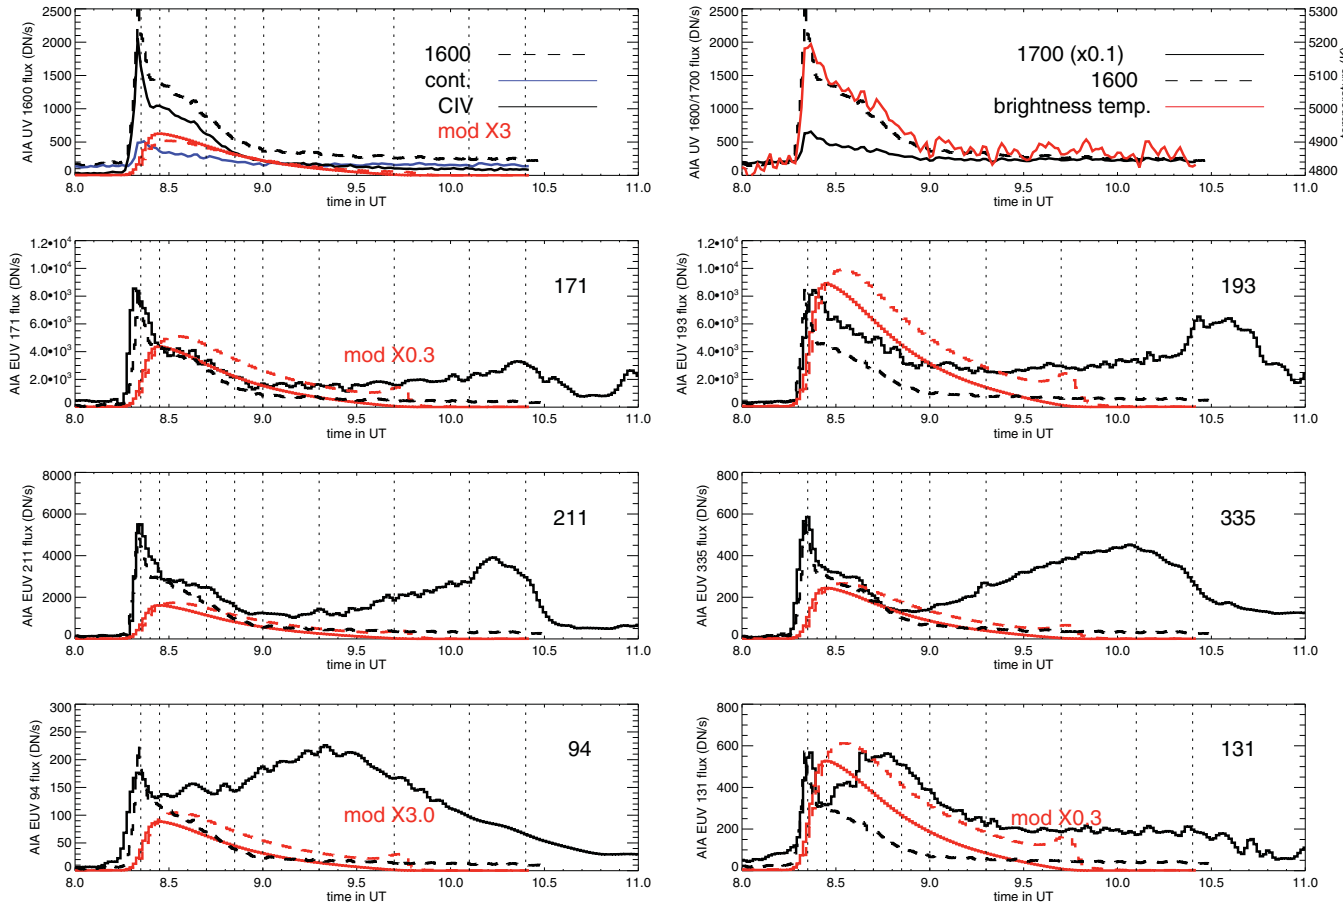 AIA UV 1600 flux (DN/s)
2500
2000
1500
1000
500
0
1600
cont.
CIV
mod X3
8.0 8.5 9.0 9.5 10.0 10.5 11.0
time in UT
AIA UV 1600/1700 flux (DN/s)
2500
2000
1500
1000
500
0
1700 (x0.1)
1600
brightness temp.
5300
5200
5100
5000
4900
4800
8.0 8.5 9.0 9.5 10.0 10.5 11.0
time in UT
AIA EUV 171 flux (DN/s)
1.2•10⁴
1.0•10⁴
8.0•10³
6.0•10³
4.0•10³
2.0•10³
0
171
mod X0.3
8.0 8.5 9.0 9.5 10.0 10.5 11.0
time in UT
AIA EUV 193 flux (DN/s)
1.2•10⁴
1.0•10⁴
8.0•10³
6.0•10³
4.0•10³
2.0•10³
0
193
8.0 8.5 9.0 9.5 10.0 10.5 11.0
time in UT
AIA EUV 211 flux (DN/s)
8000
6000
4000
2000
0
211
8.0 8.5 9.0 9.5 10.0 10.5 11.0
time in UT
AIA EUV 335 flux (DN/s)
800
600
400
200
0
335
8.0 8.5 9.0 9.5 10.0 10.5 11.0
time in UT
AIA EUV 94 flux (DN/s)
300
250
200
150
100
50
0
94
mod X3.0
8.0 8.5 9.0 9.5 10.0 10.5 11.0
time in UT
AIA EUV 131 flux (DN/s)
800
600
400
200
0
131
mod X0.3
8.0 8.5 9.0 9.5 10.0 10.5 11.0
time in UT